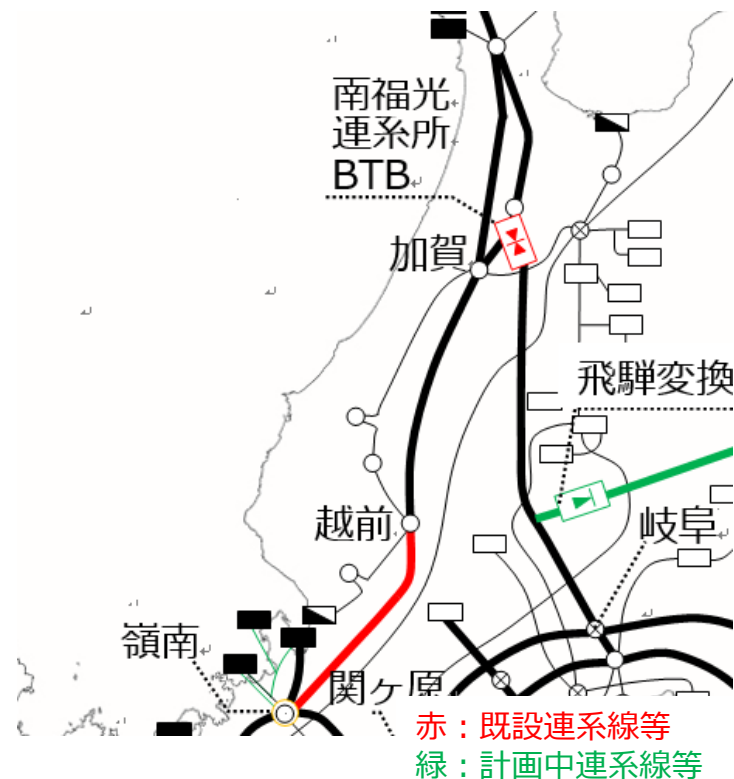 南福光
連系所
BTB
加賀
飛騨変換
越前
岐阜
嶺南
関ヶ原
赤：既設連系線等
緑：計画中連系線等